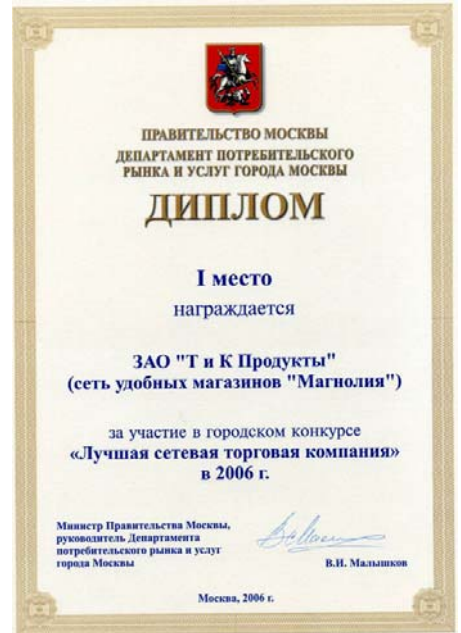 ПРАВИТЕЛЬСТВО МОСКВЫ
ДЕПАРТАМЕНТ ПОТРЕБИТЕЛЬСКОГО
РЫНКА И УСЛУГ ГОРОДА МОСКВЫ
ДИПЛОМ
I место
награждается
ЗАО "Т и К Продукты"
(сеть удобных магазинов "Магнолия")
за участие в городском конкурсе
«Лучшая сетевая торговая компания»
в 2006 г.
Министр Правительства Москвы,
руководитель Департамента
потребительского рынка и услуг
города Москвы
В.И. Малышков
Москва, 2006 г.